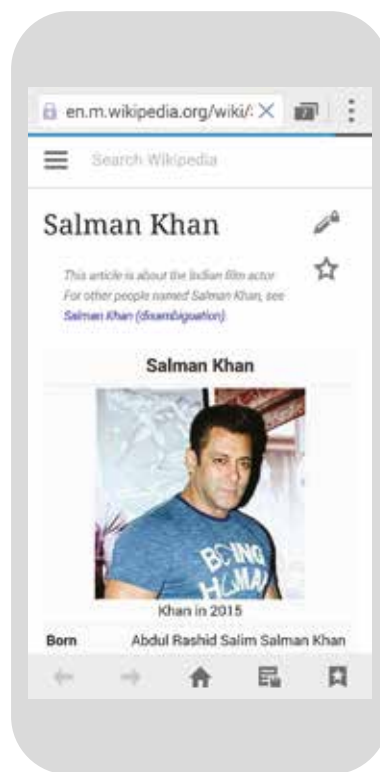 en.m.wikipedia.org/wiki/:
Search Wikipedia
Salman Khan
This article is about the Indian film actor
For other people named Salman Khan, see
Salman Khan (disambiguation)
Salman Khan
BEING
HUMAN
Khan in 2015
Born Abdul Rashid Salim Salman Khan